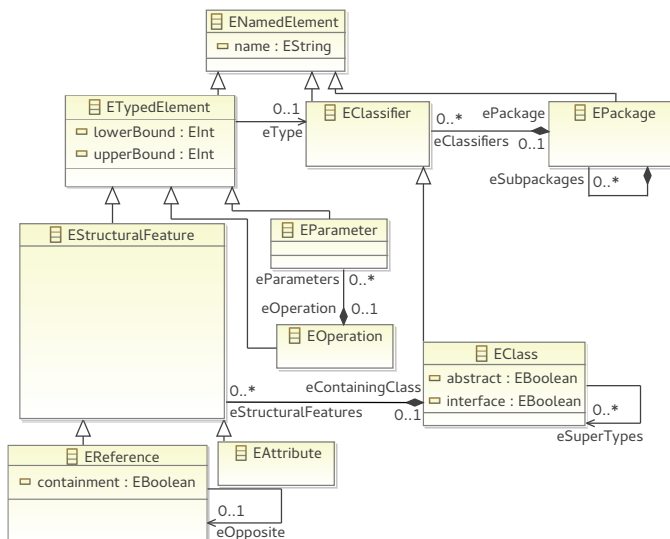 ENamedElement
name : EString
ETypedElement
lowerBound : EInt
upperBound : EInt
0..1
eType
EClassifier
0..*
eClassifiers
ePackage
0..1
EPackage
eSubpackages
0..*
EStructuralFeature
EParameter
eParameters
0..*
eOperation
0..1
EOperation
EClass
abstract : EBoolean
interface : EBoolean
0..*
eStructuralFeatures
eContainingClass
0..1
0..*
eSuperTypes
EReference
containment : EBoolean
EAttribute
0..1
eOpposite